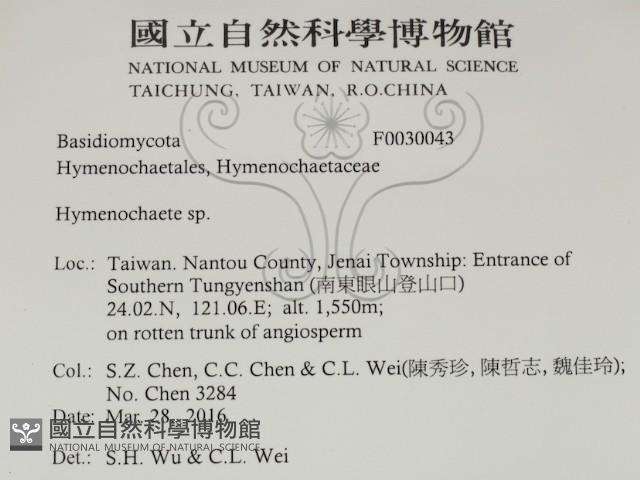 國立自然科學博物館
NATIONAL MUSEUM OF NATURAL SCIENCE
TAICHUNG, TAIWAN, R.O.CHINA
Basidiomycota F0030043
Hymenochaetales, Hymenochaetaceae
Hymenochaete sp.
Loc.: Taiwan. Nantou County, Jenai Township: Entrance of
Southern Tungyenshan (南東眼山登山口)
24.02.N, 121.06.E; alt. 1,550m;
on rotten trunk of angiosperm
Col.: S.Z. Chen, C.C. Chen & C.L. Wei(陳秀珍, 陳哲志, 魏佳玲);
No. Chen 3284
Date: Mar. 28, 2016
國立自然科學博物館
NATIONAL MUSEUM OF NATURAL SCIENCE
Det.: S.H. Wu & C.L. Wei